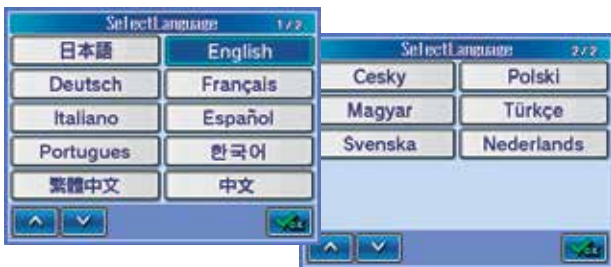 SelectLanguage 1/2
日本語 English
Deutsch Français
Italiano Español
Portugues 한국어
繁體中文 中文
SelectLanguage 2/2
Cesky Polski
Magyar Türkçe
Svenska Nederlands